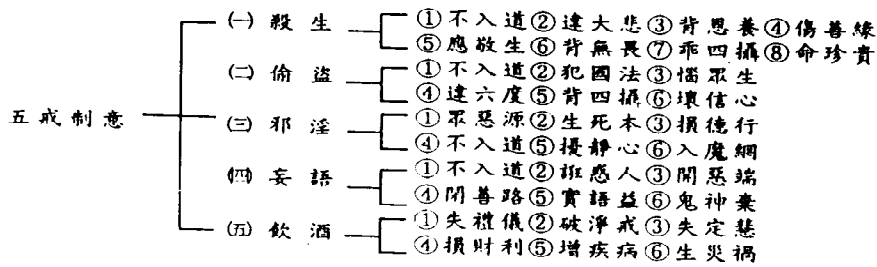 五戒制意
㈠ 殺生
①不入道②違大悲③背恩養④傷善緣
⑤應敬生⑥背無畏⑦乖四攝⑧命珍貴
㈡ 偷盜
①不入道②犯國法③惱眾生
④違六度⑤背四攝⑥壞信心
㈢ 邪淫
①眾惡源②生死本③損德行
④不入道⑤擾靜心⑥入魔網
㈣ 妄語
①不入道②誑惑人③開惡端
④閉善路⑤實語益⑥鬼神棄
㈤ 飲酒
①失禮儀②破淨戒③失定慧
④損財利⑤增疾病⑥生災禍